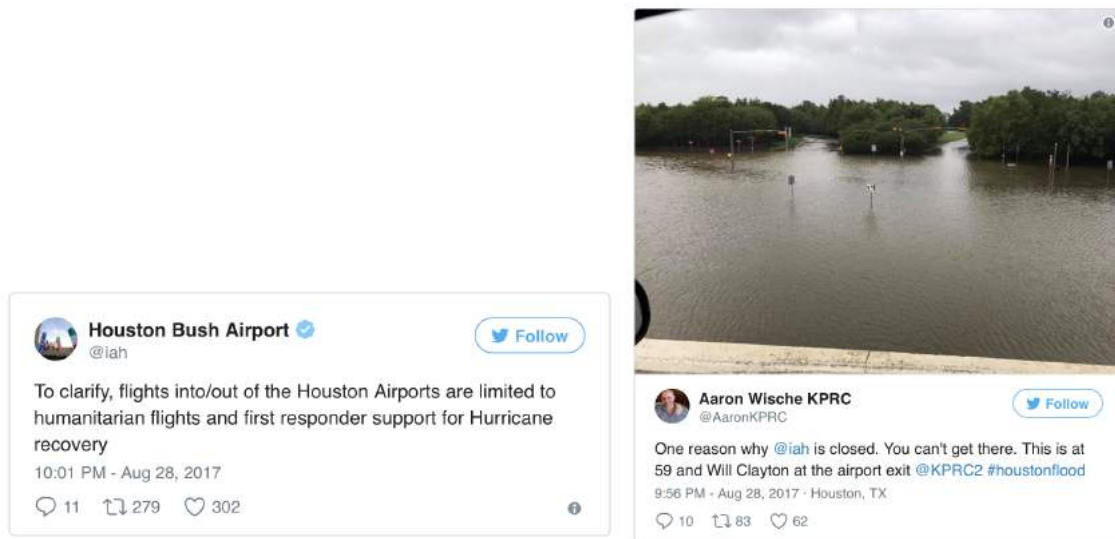 Houston Bush Airport
@iah
Follow
To clarify, flights into/out of the Houston Airports are limited to
humanitarian flights and first responder support for Hurricane
recovery
10:01 PM - Aug 28, 2017
11 279 302
Aaron Wische KPRC
@AaronKPRC
Follow
One reason why @iah is closed. You can't get there. This is at
59 and Will Clayton at the airport exit @KPRC2 #houstonflood
9:56 PM - Aug 28, 2017 · Houston, TX
10 83 62